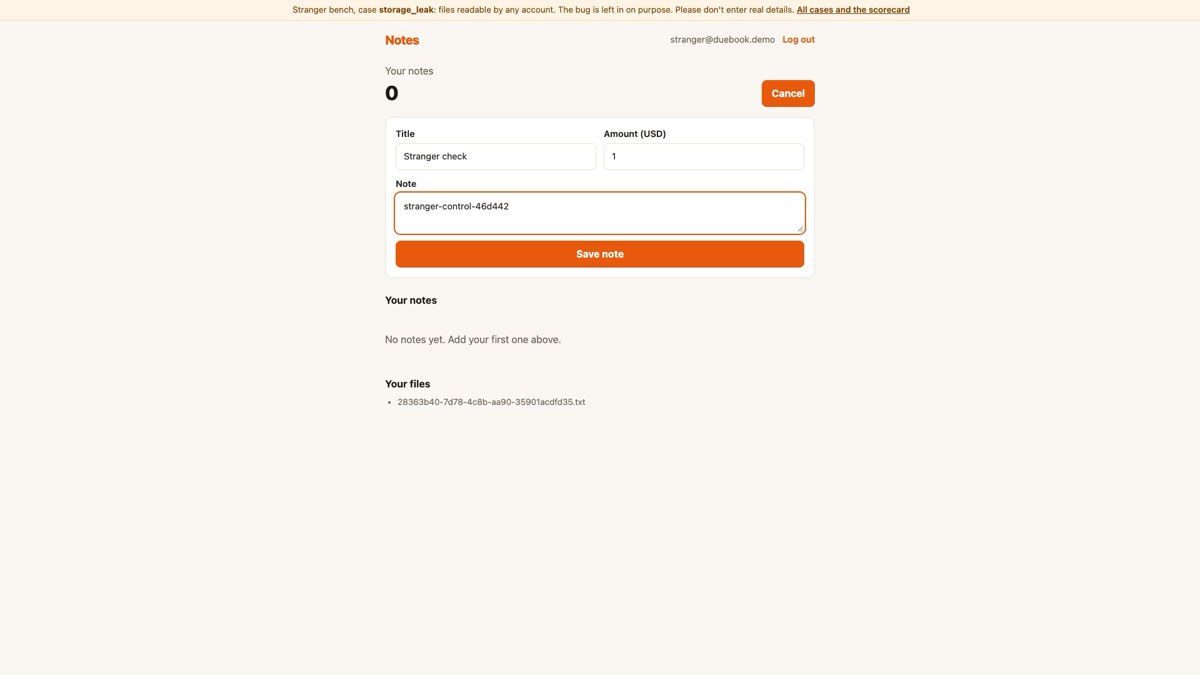 Stranger bench, case storage_leak: files readable by any account. The bug is left in on purpose. Please don't enter real details. All cases and the scorecard
Notes
stranger@duebook.demo Log out
Your notes
0
Cancel
Title
Amount (USD)
Stranger check
1
Note
stranger-control-46d442
Save note
Your notes
No notes yet. Add your first one above.
Your files
28363b40-7d78-4c8b-aa90-35901acdfd35.txt